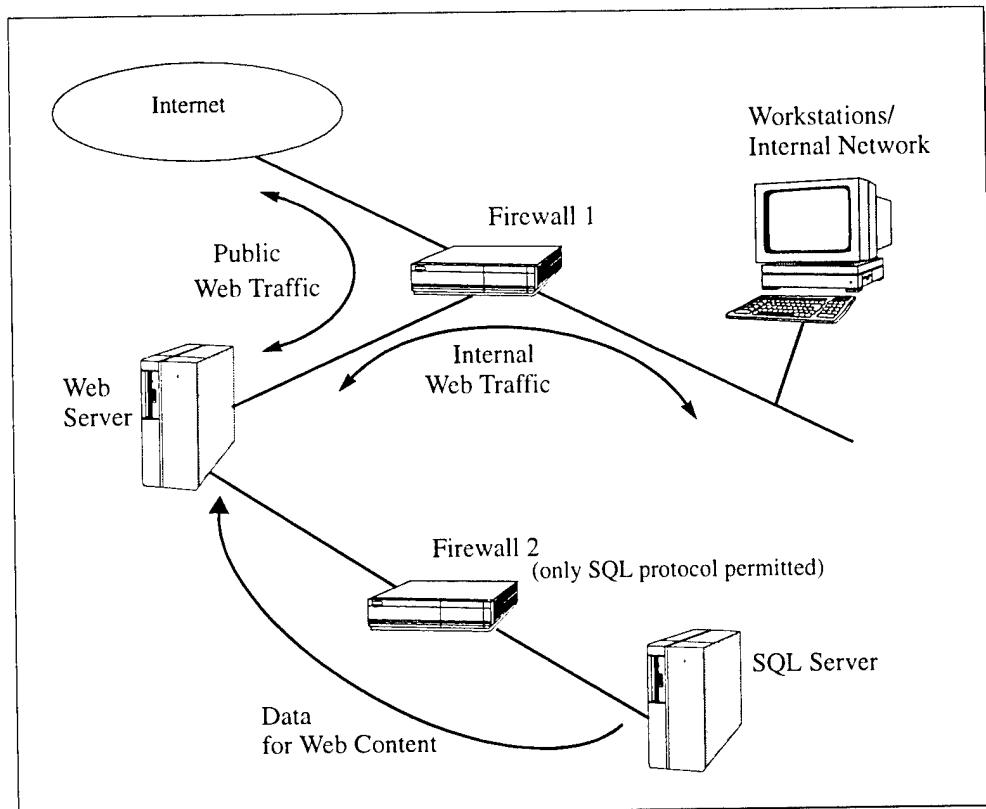 Internet
Workstations/
Internal Network
Firewall 1
Public
Web Traffic
Internal
Web Traffic
Web
Server
Firewall 2
(only SQL protocol permitted)
SQL Server
Data
for Web Content